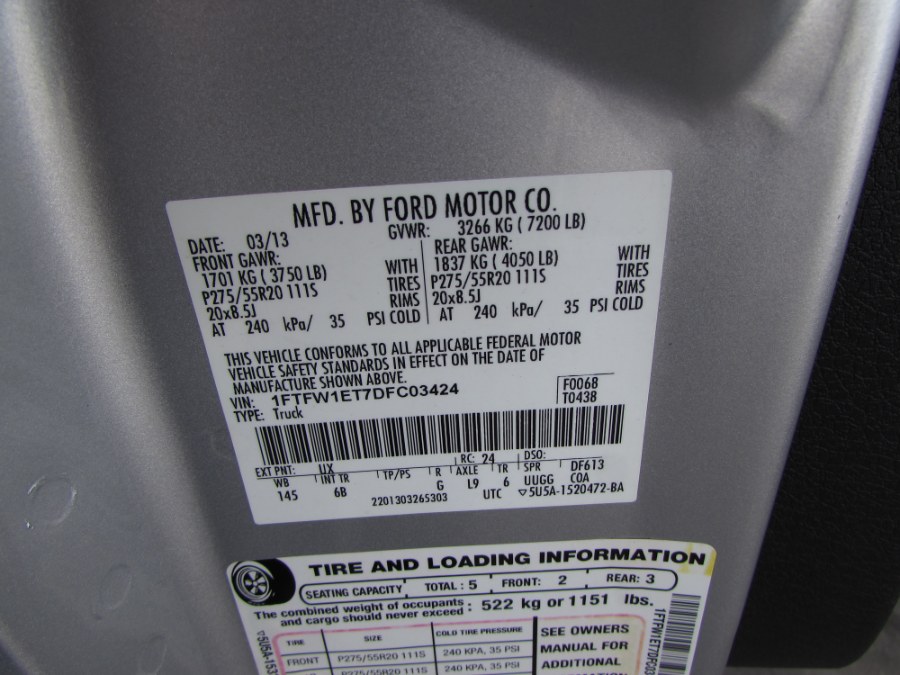 MFD. BY FORD MOTOR CO.
DATE: 03/13 GVWR: 3266 KG ( 7200 LB)
FRONT GAWR: REAR GAWR:
1701 KG ( 3750 LB) WITH 1837 KG ( 4050 LB) WITH
P275/55R20 111S TIRES P275/55R20 111S TIRES
20x8.5J RIMS 20x8.5J RIMS
AT 240 kPa/ 35 PSI COLD AT 240 kPa/ 35 PSI COLD
THIS VEHICLE CONFORMS TO ALL APPLICABLE FEDERAL MOTOR
VEHICLE SAFETY STANDARDS IN EFFECT ON THE DATE OF
MANUFACTURE SHOWN ABOVE.
VIN: 1FTFW1ET7DFC03424 F0068
TYPE: Truck T0438
EXT PNT: UX RC: 24 DSO:
WB INT TR TP/PS R AXLE TR SPR DF613
145 6B G L9 6 UUGG COA
2201303265303 UTC ▽5U5A-1520472-BA
TIRE AND LOADING INFORMATION
SEATING CAPACITY TOTAL : 5 FRONT: 2 REAR: 3
The combined weight of occupants
and cargo should never exceed : 522 kg or 1151 lbs.
TIRE SIZE COLD TIRE PRESSURE SEE OWNERS
FRONT P275/55R20 111S 240 KPA, 35 PSI MANUAL FOR
P275/55R20 111S 240 KPA, 35 PSI ADDITIONAL